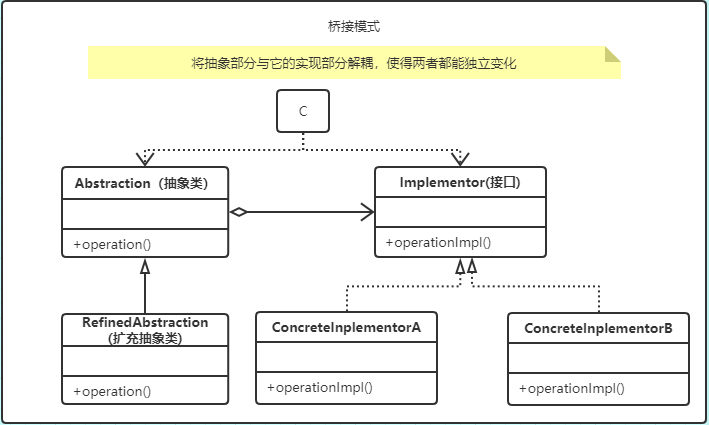 桥接模式
将抽象部分与它的实现部分解耦，使得两者都能独立变化
C
Abstraction（抽象类）
Implementor(接口)
+operation()
+operationImpl()
RefinedAbstraction
(扩充抽象类)
ConcreteInplementorA
ConcreteInplementorB
+operation()
+operationImpl()
+operationImpl()